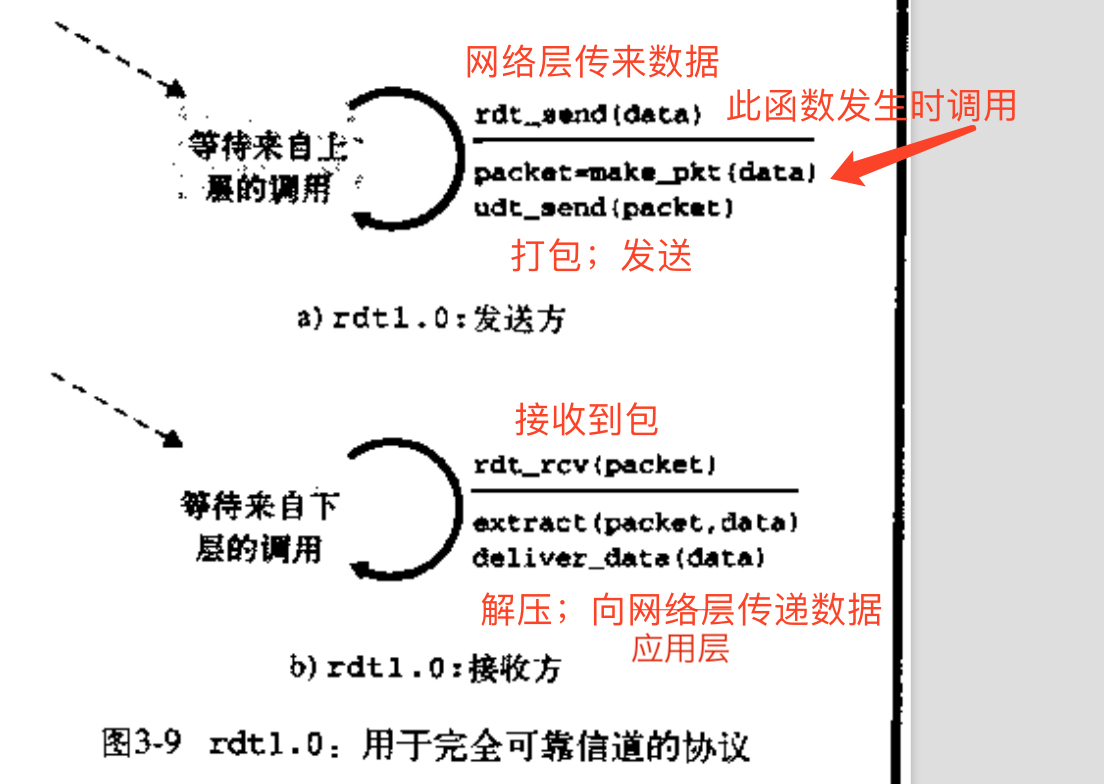 网络层传来数据
rdt_send(data)
此函数发生时调用
等待来自上
层的调用
packet=make_pkt(data)
udt_send(packet)
打包；发送
a)rdt1.0:发送方
接收到包
rdt_rcv(packet)
等待来自下
层的调用
extract(packet,data)
deliver_data(data)
解压；向网络层传递数据
应用层
b)rdt1.0:接收方
图3-9 rdt1.0: 用于完全可靠信道的协议